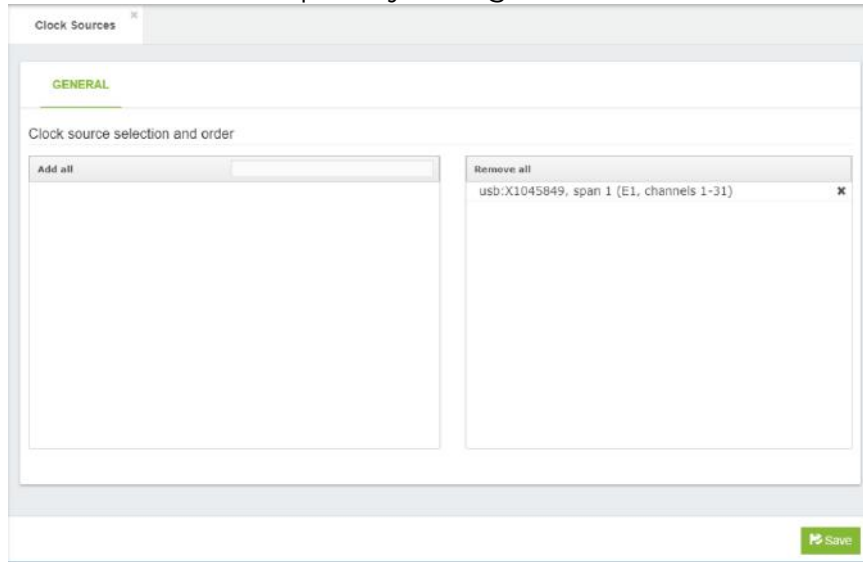 Clock Sources
GENERAL
Clock source selection and order
Add all
Remove all
usb:X1045849, span 1 (E1, channels 1-31)
Save